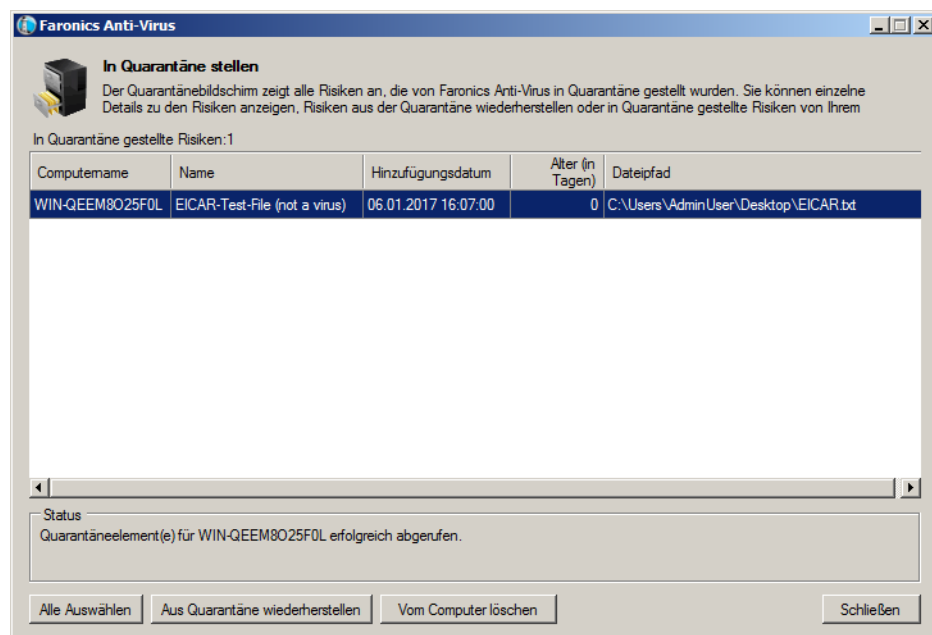 Faronics Anti-Virus
In Quarantäne stellen
Der Quarantänebildschirm zeigt alle Risiken an, die von Faronics Anti-Virus in Quarantäne gestellt wurden. Sie können einzelne
Details zu den Risiken anzeigen, Risiken aus der Quarantäne wiederherstellen oder in Quarantäne gestellte Risiken von Ihrem
In Quarantäne gestellte Risiken:1
Computername Name Hinzufügungsdatum Alter (in Tagen) Dateipfad
WIN-QEEM8O25F0L EICAR-Test-File (not a virus) 06.01.2017 16:07:00 0 C:\Users\AdminUser\Desktop\EICAR.txt
Status
Quarantäneelement(e) für WIN-QEEM8O25F0L erfolgreich abgerufen.
Alle Auswählen Aus Quarantäne wiederherstellen Vom Computer löschen Schließen